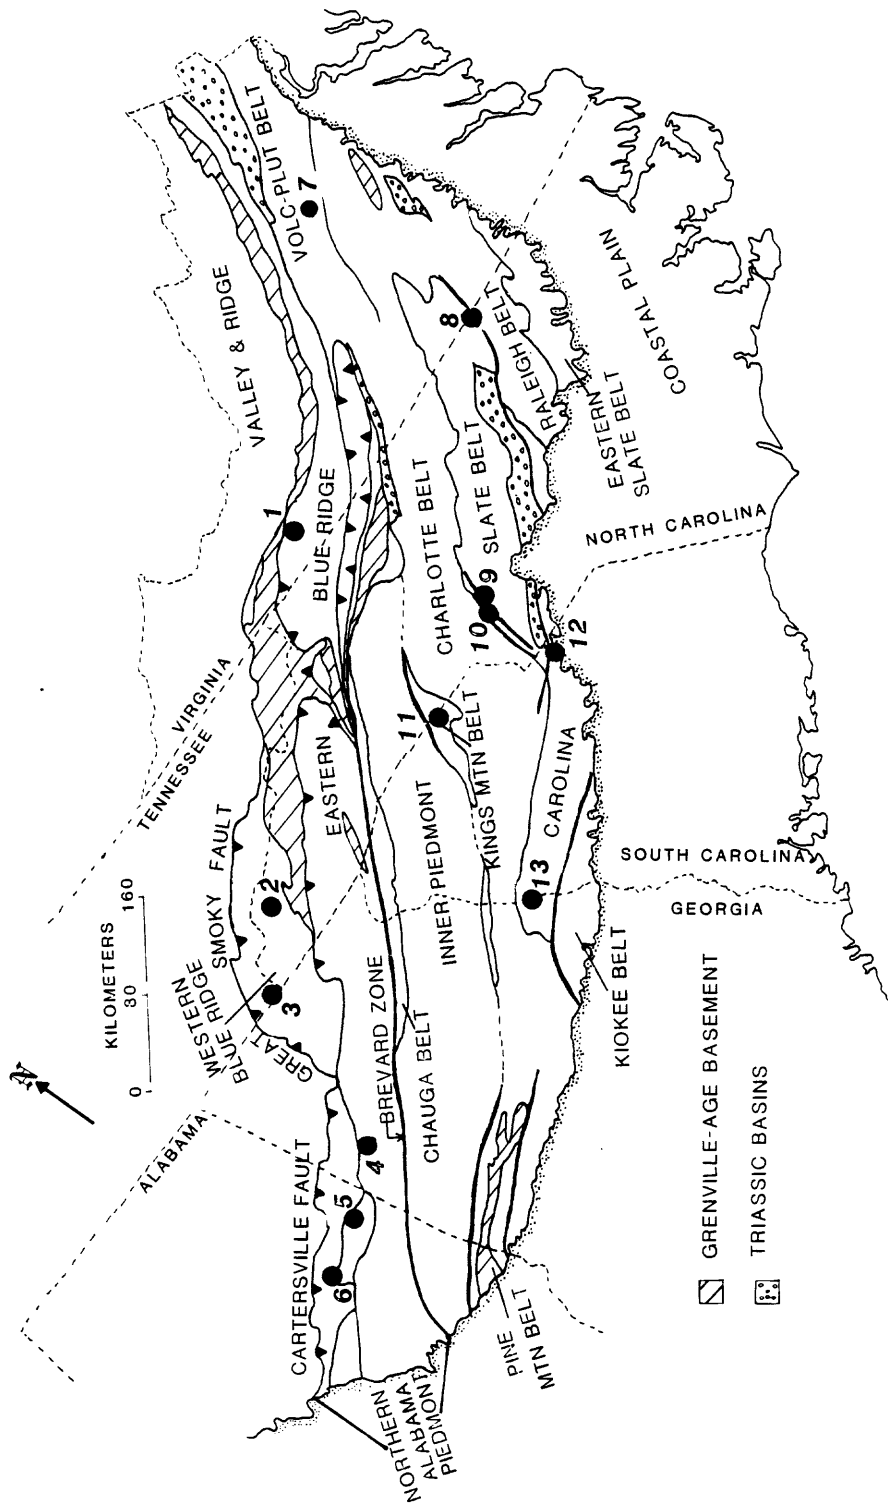 N
KILOMETERS
0 30 160
ALABAMA
TENNESSEE
VIRGINIA
VALLEY & RIDGE
VOLC-PLUT BELT
7
CARTERSVILLE FAULT
GREAT
SMOKY FAULT
WESTERN
BLUE RIDGE
EASTERN
BLUE RIDGE
1
2
3
4
5
6
BREVARD ZONE
CHAUGA BELT
INNER PIEDMONT
KINGS MTN BELT
11
CHARLOTTE BELT
CAROLINA
SLATE BELT
8
9
10
12
13
RALEIGH BELT
EASTERN
SLATE BELT
COASTAL PLAIN
NORTH CAROLINA
SOUTH CAROLINA
GEORGIA
KIOKEE BELT
PINE
MTN BELT
NORTHERN
ALABAMA
PIEDMONT
GRENVILLE-AGE BASEMENT
TRIASSIC BASINS